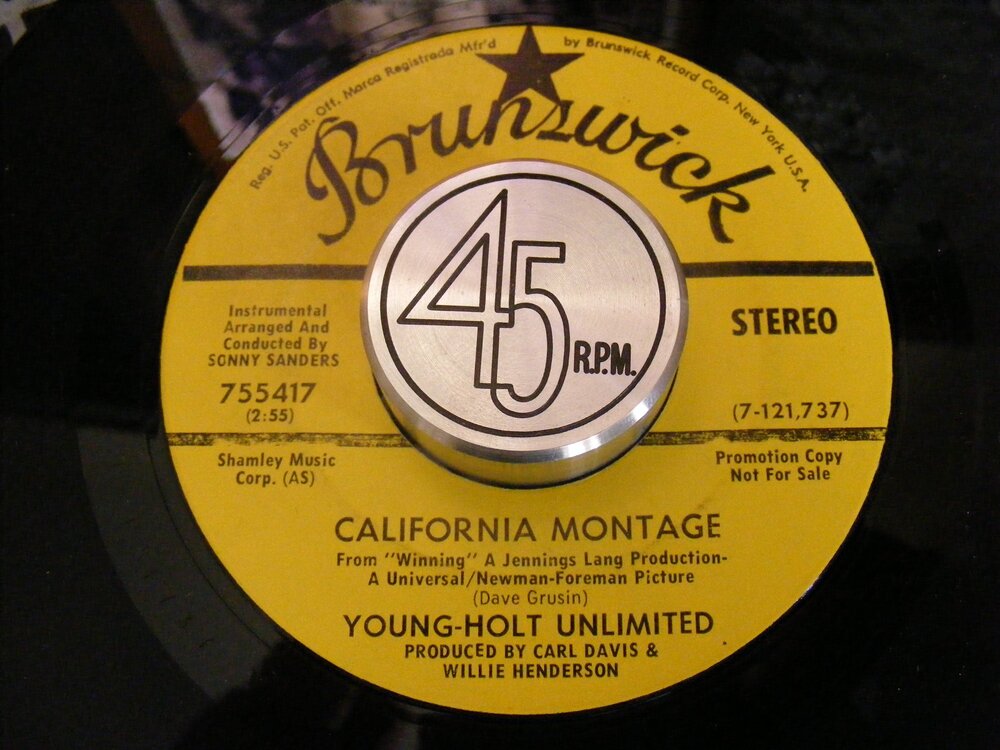 Reg. U.S. Pat. Off. Marca Registrada Mfr'd by Brunswick Record Corp. New York U.S.A.
Brunswick
45
R.P.M.
Instrumental
Arranged And
Conducted By
SONNY SANDERS
755417
(2:55)
STEREO
(7-121,737)
Shamley Music
Corp. (AS)
Promotion Copy
Not For Sale
CALIFORNIA MONTAGE
From "Winning" A Jennings Lang Production-
A Universal/Newman-Foreman Picture
(Dave Grusin)
YOUNG-HOLT UNLIMITED
PRODUCED BY CARL DAVIS &
WILLIE HENDERSON